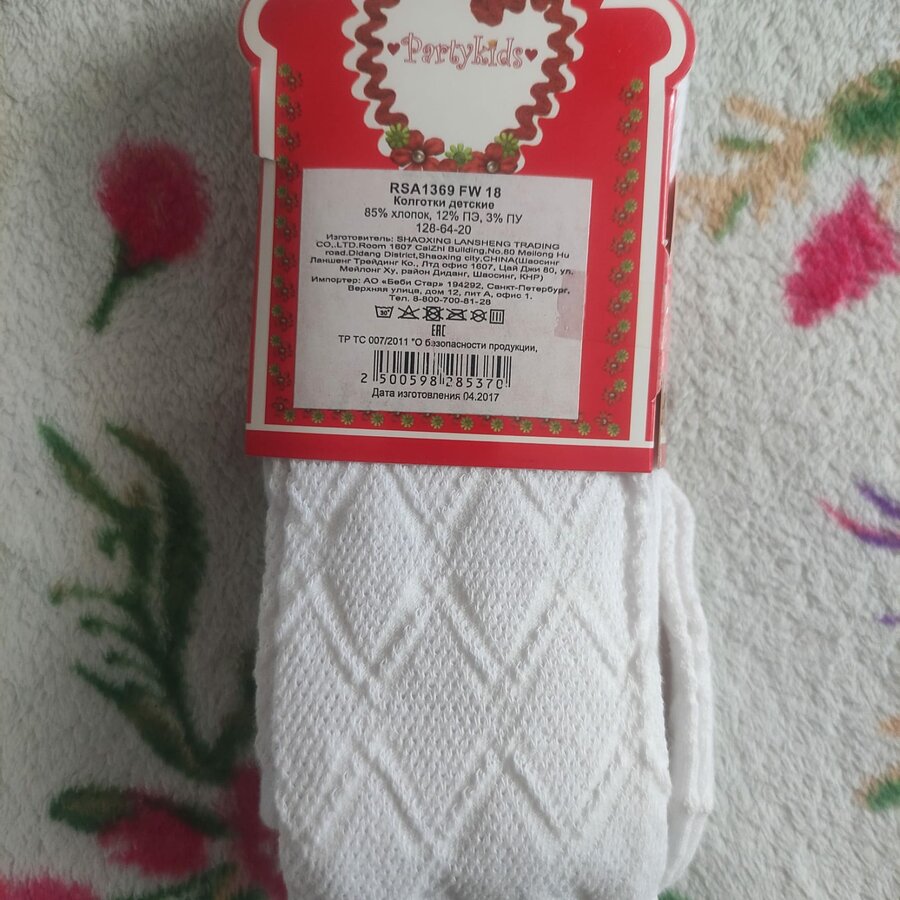 Partykids
RSA1369 FW 18
Колготки детские
85% хлопок, 12% ПЭ, 3% ПУ
128-64-20
Изготовитель: SHAOXING LANSHENG TRADING
CO,.LTD.Room 1607 CaiZhi Building,No.80 Meilong Hu
road.Didang District,Shaoxing city,CHINA(Шаосинг
Ланшенг Трейдинг Ко., Лтд офис 1607, Цай Джи 80, ул.
Мейлонг Ху, район Диданг, Шаосинг, КНР)
Импортер: АО «Беби Стар» 194292, Санкт-Петербург,
Верхняя улица, дом 12, лит А, офис 1.
Тел. 8-800-700-81-28
30°
EAC
ТР ТС 007/2011 "О безопасности продукции,
2 500598 285370
Дата изготовления 04.2017